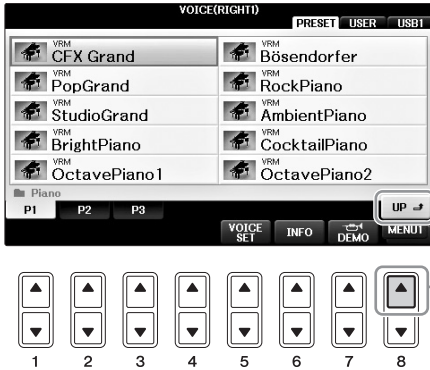 VOICE(RIGHT1)
PRESET USER USB1
VRM
CFX Grand
VRM
Bösendorfer
VRM
PopGrand
VRM
RockPiano
VRM
StudioGrand
VRM
AmbientPiano
VRM
BrightPiano
VRM
CocktailPiano
VRM
OctavePiano1
VRM
OctavePiano2
Piano
P1 P2 P3 UP
VOICE SET INFO DEMO MENU1
1 2 3 4 5 6 7 8